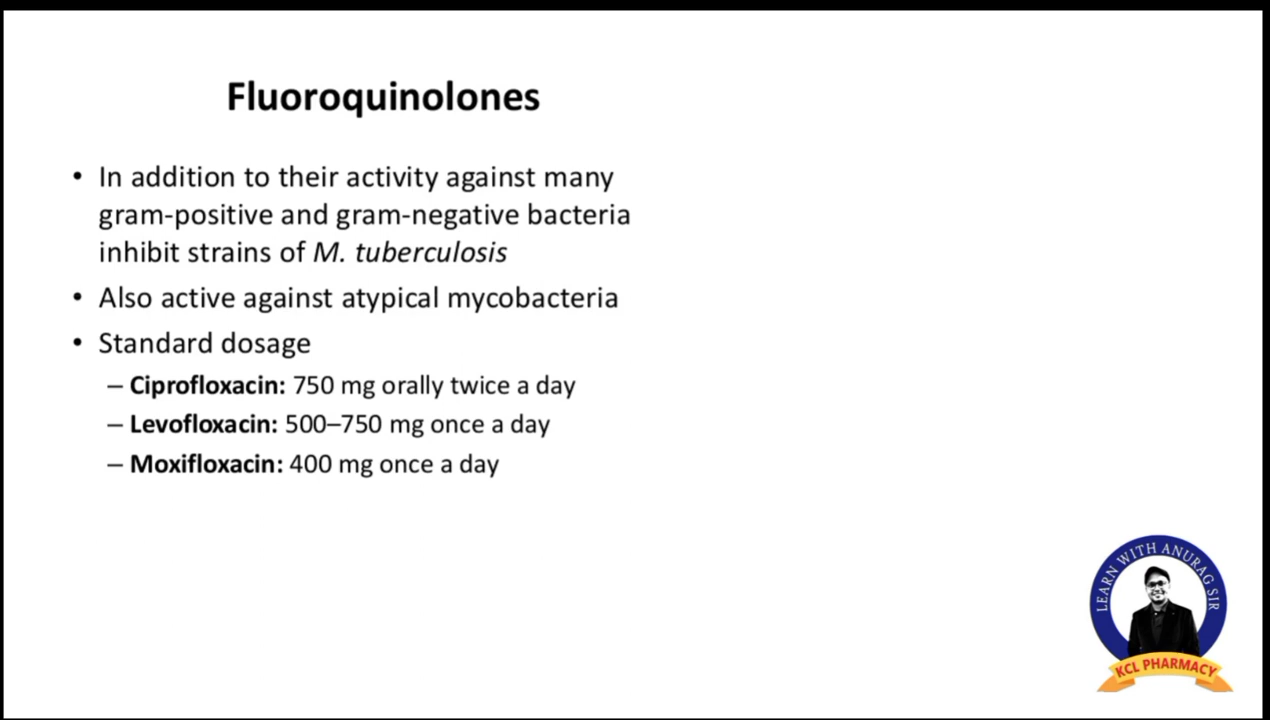 Fluoroquinolones
• In addition to their activity against many
gram-positive and gram-negative bacteria
inhibit strains of M. tuberculosis
• Also active against atypical mycobacteria
• Standard dosage
– Ciprofloxacin: 750 mg orally twice a day
– Levofloxacin: 500–750 mg once a day
– Moxifloxacin: 400 mg once a day
LEARN WITH ANURAG SIR
KCL PHARMACY